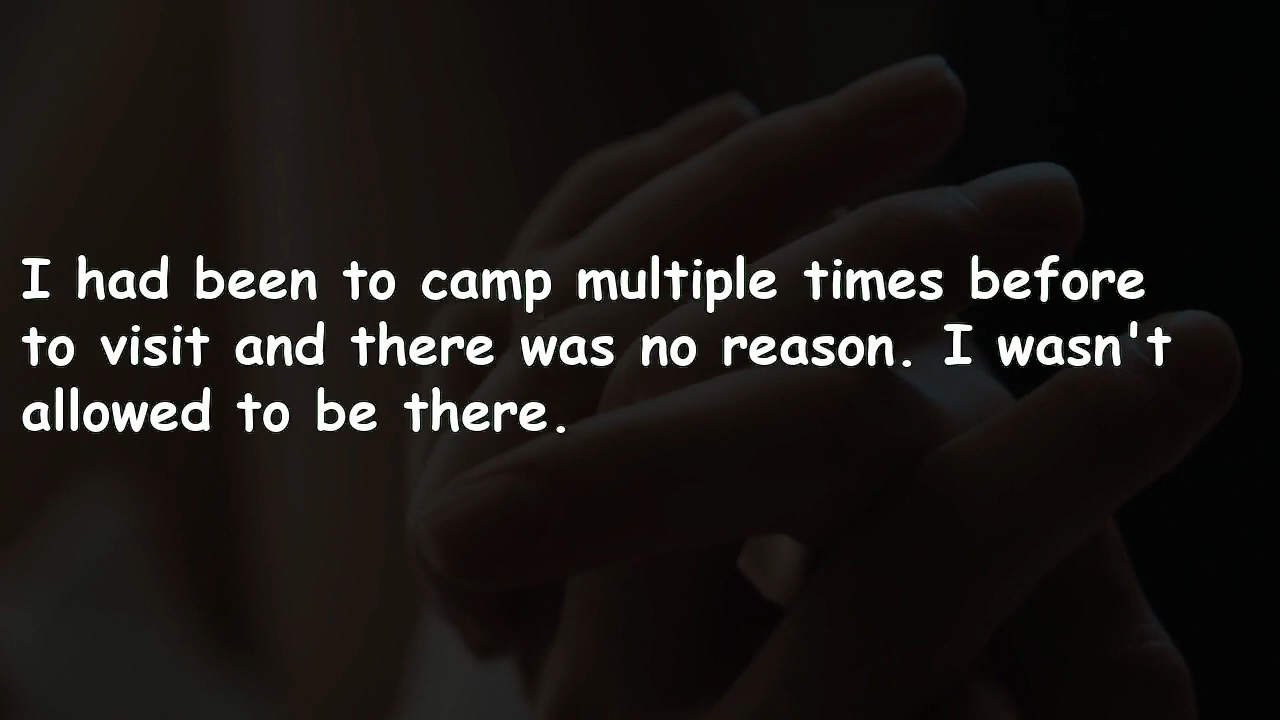 I had been to camp multiple times before
to visit and there was no reason. I wasn't
allowed to be there.